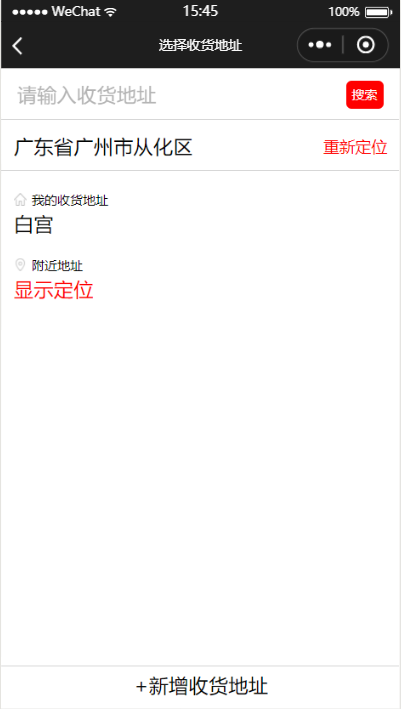 WeChat 15:45 100%
选择收货地址
请输入收货地址 搜索
广东省广州市从化区 重新定位
我的收货地址
白宫
附近地址
显示定位
+新增收货地址